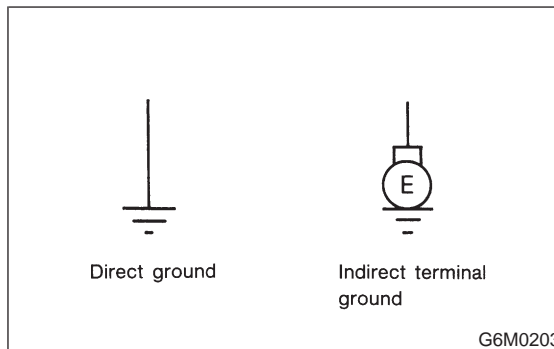 E
Direct ground
Indirect terminal
ground
G6M0203